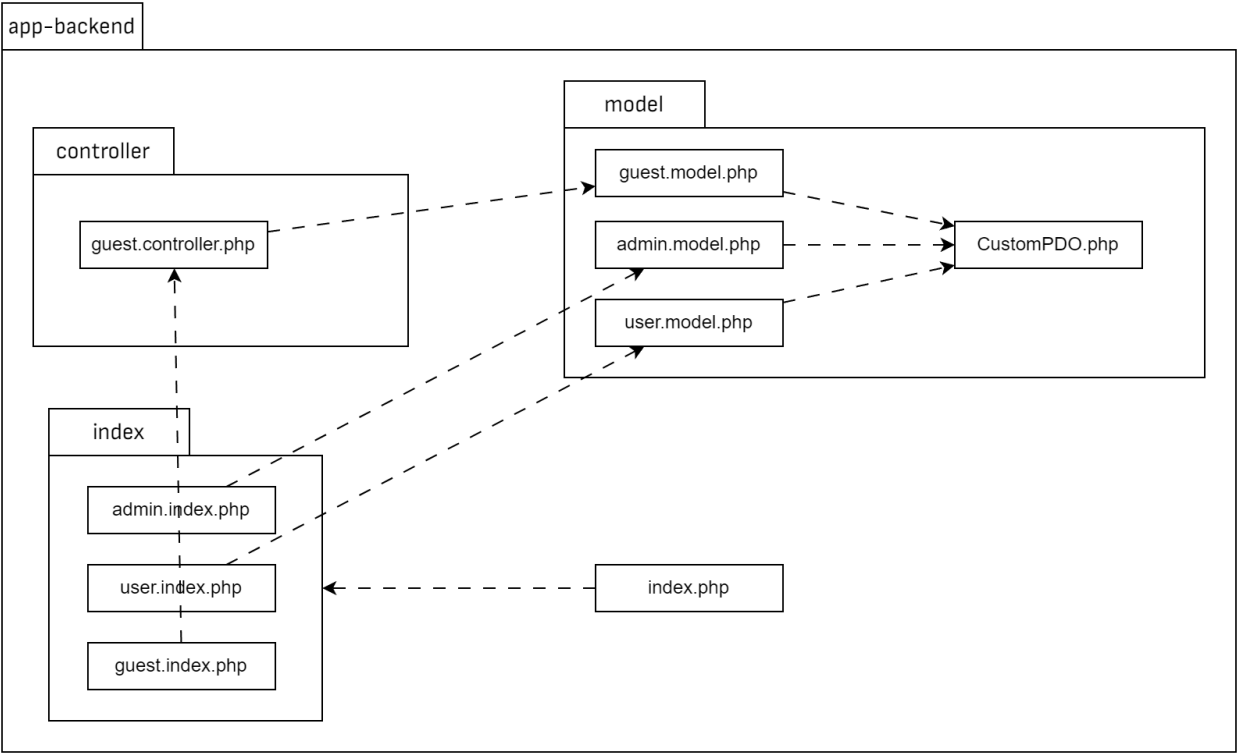 app-backend
model
controller
guest.model.php
guest.controller.php
admin.model.php
CustomPDO.php
user.model.php
index
admin.index.php
user.index.php
index.php
guest.index.php